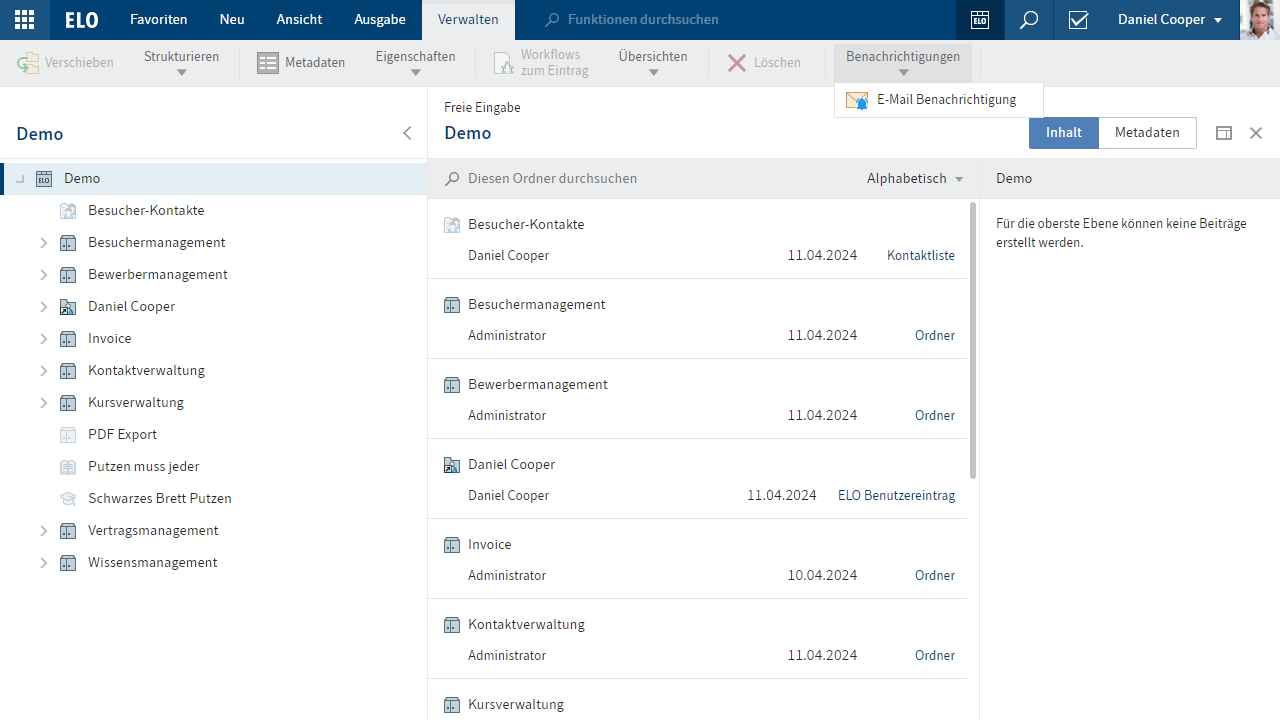 ELO Favoriten Neu Ansicht Ausgabe Verwalten Funktionen durchsuchen ELO Daniel Cooper
Verschieben Strukturieren Metadaten Eigenschaften Workflows zum Eintrag Übersichten Löschen Benachrichtigungen
E-Mail Benachrichtigung
Demo
ELO Demo
Besucher-Kontakte
Besuchermanagement
Bewerbermanagement
Daniel Cooper
Invoice
Kontaktverwaltung
Kursverwaltung
PDF Export
Putzen muss jeder
Schwarzes Brett Putzen
Vertragsmanagement
Wissensmanagement
Freie Eingabe
Demo
Inhalt Metadaten
Diesen Ordner durchsuchen Alphabetisch
Besucher-Kontakte
Daniel Cooper 11.04.2024 Kontaktliste
Besuchermanagement
Administrator 11.04.2024 Ordner
Bewerbermanagement
Administrator 11.04.2024 Ordner
Daniel Cooper
Daniel Cooper 11.04.2024 ELO Benutzereintrag
Invoice
Administrator 10.04.2024 Ordner
Kontaktverwaltung
Administrator 11.04.2024 Ordner
Kursverwaltung
Demo
Für die oberste Ebene können keine Beiträge
erstellt werden.